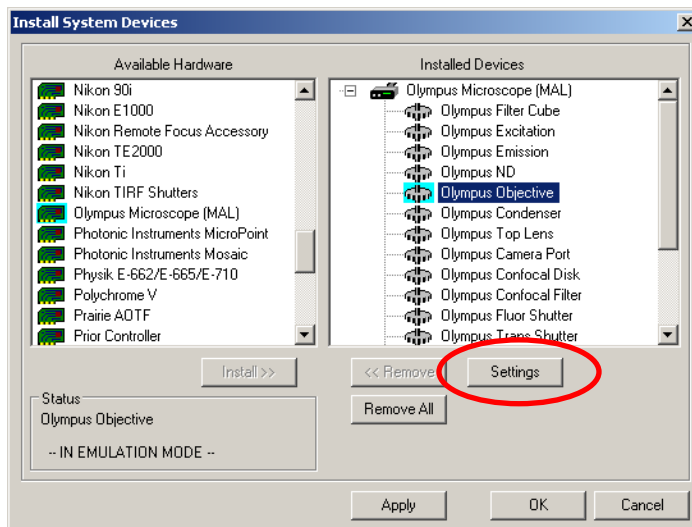 Install System Devices
Available Hardware
Nikon 90i
Nikon E1000
Nikon Remote Focus Accessory
Nikon TE2000
Nikon Ti
Nikon TIRF Shutters
Olympus Microscope (MAL)
Photonic Instruments MicroPoint
Photonic Instruments Mosaic
Physik E-662/E-665/E-710
Polychrome V
Prairie AOTF
Prior Controller
Installed Devices
Olympus Microscope (MAL)
Olympus Filter Cube
Olympus Excitation
Olympus Emission
Olympus ND
Olympus Objective
Olympus Condenser
Olympus Top Lens
Olympus Camera Port
Olympus Confocal Disk
Olympus Confocal Filter
Olympus Fluor Shutter
Olympus Trans Shutter
Install >>
<< Remove
Settings
Remove All
Status
Olympus Objective
-- IN EMULATION MODE --
Apply
OK
Cancel